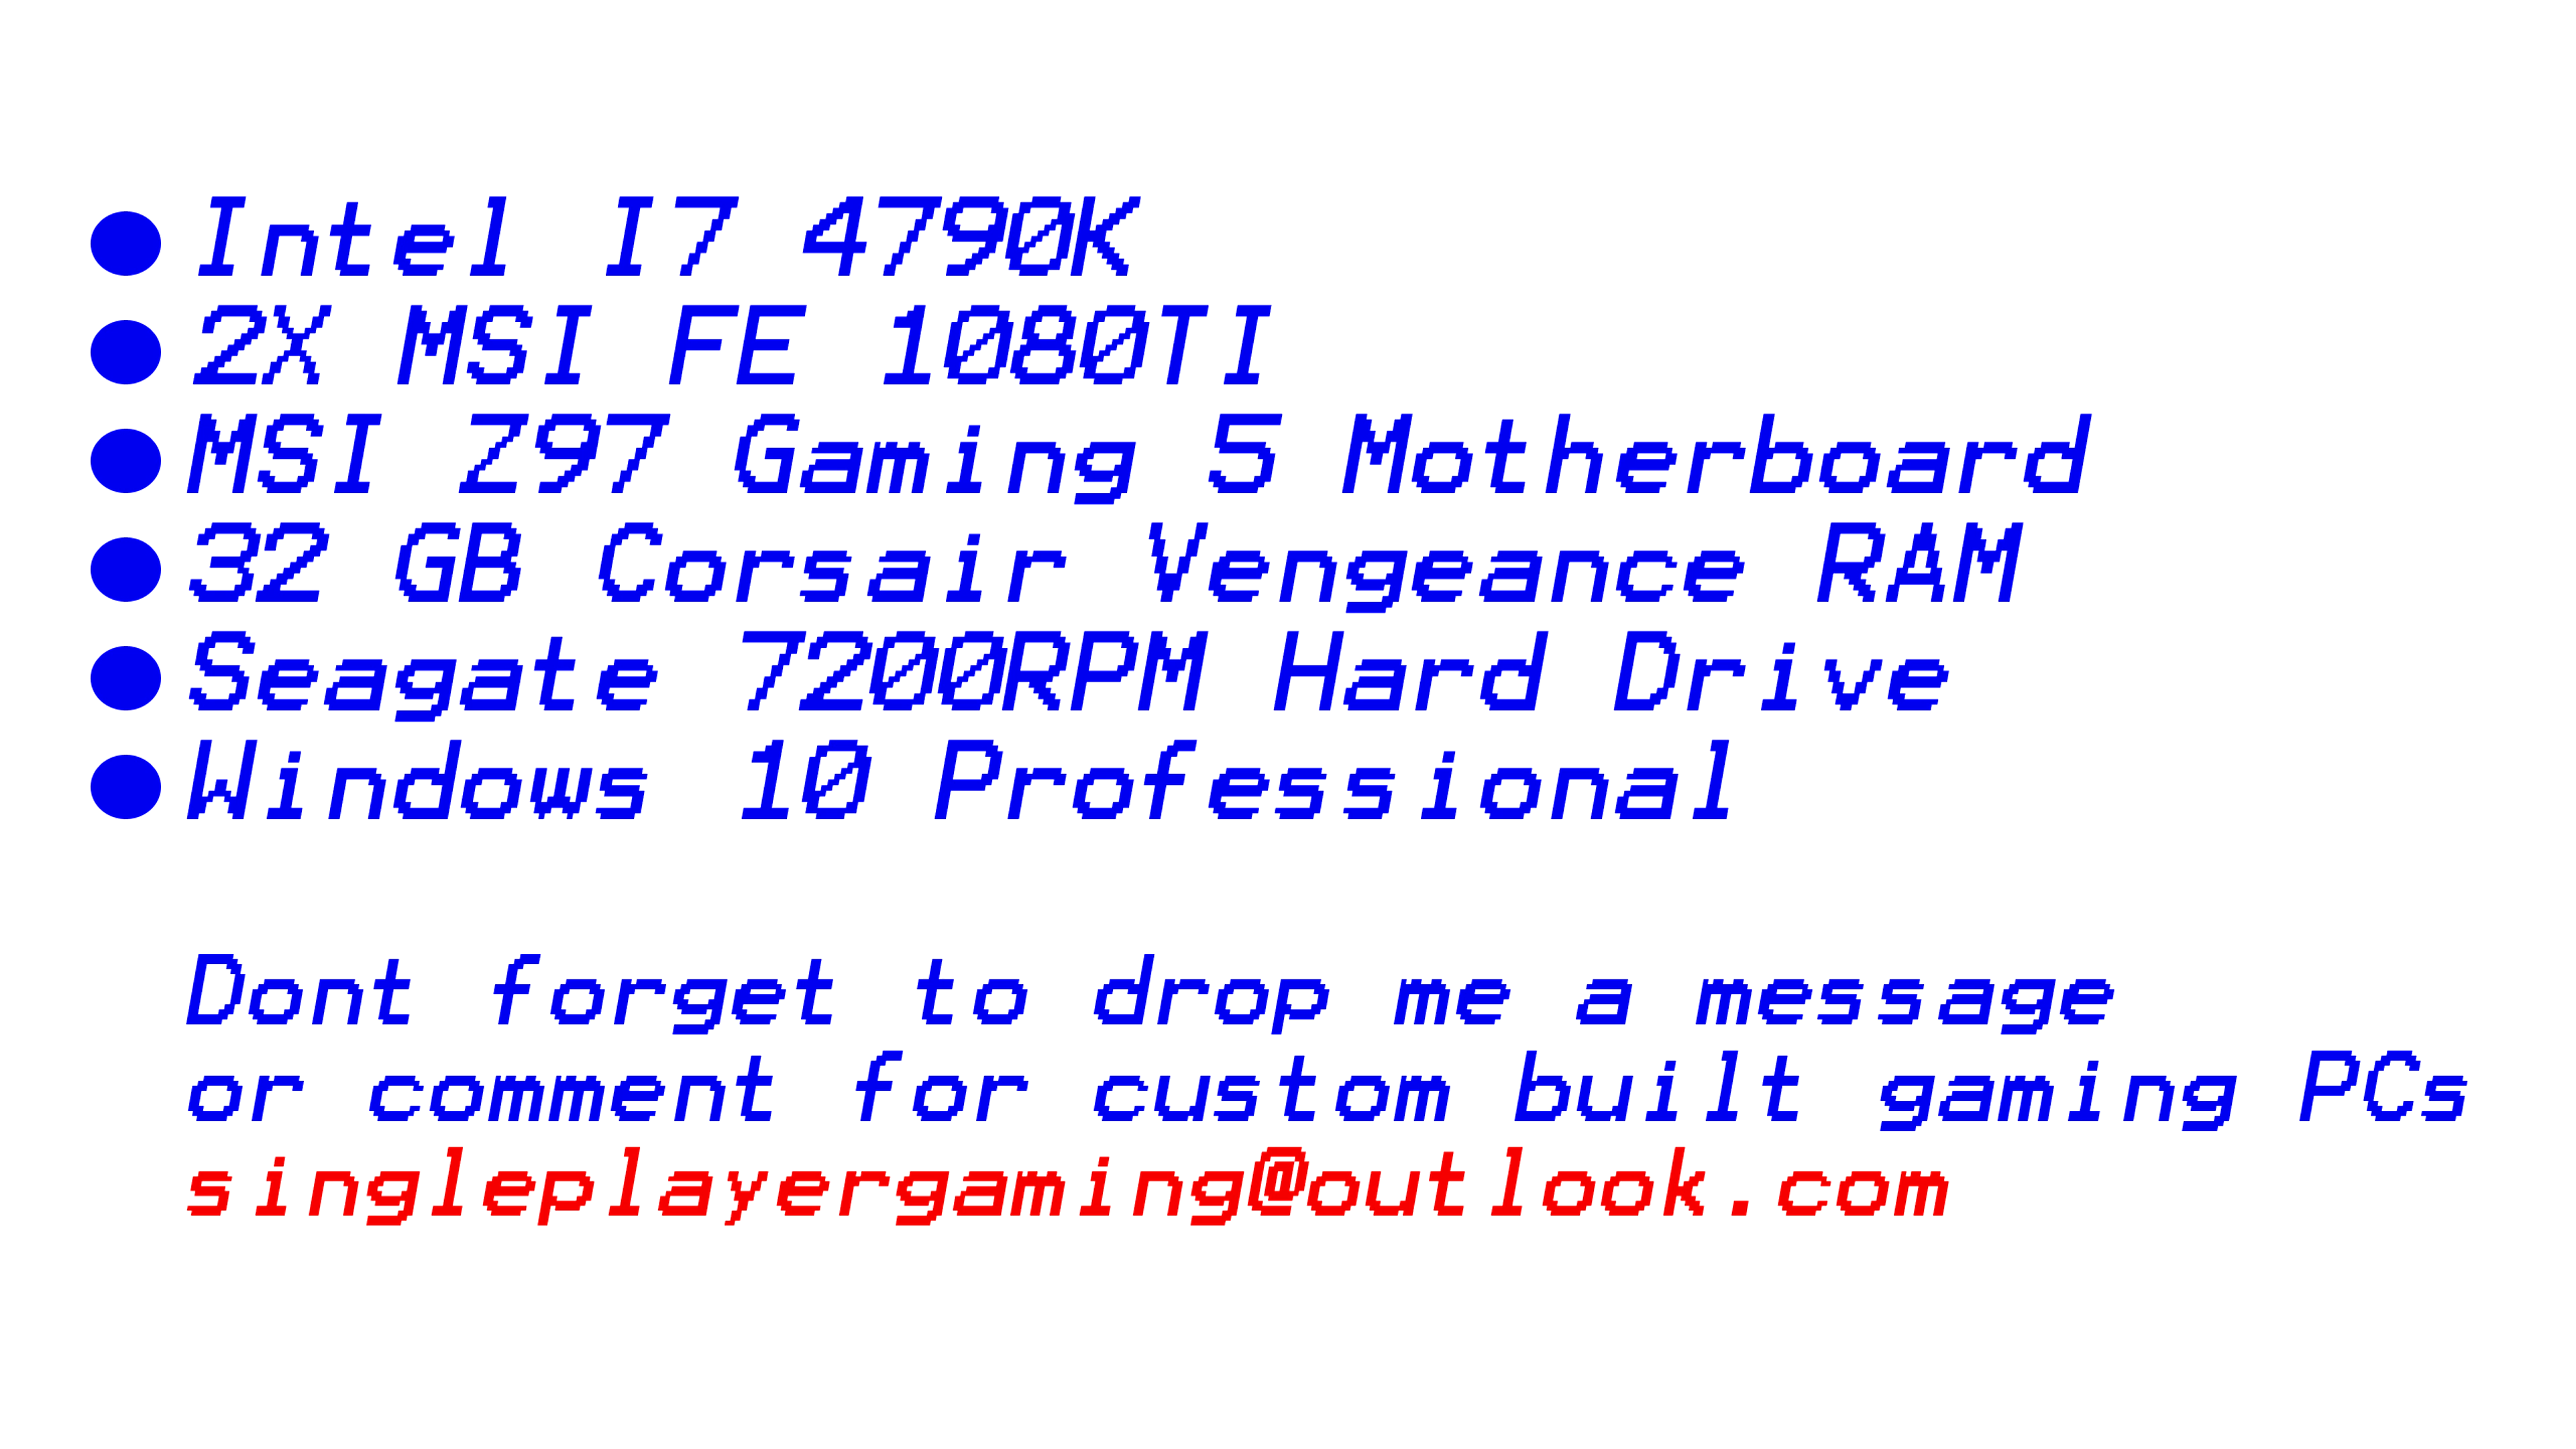 ● Intel I7 4790K
● 2X MSI FE 1080TI
● MSI Z97 Gaming 5 Motherboard
● 32 GB Corsair Vengeance RAM
● Seagate 7200RPM Hard Drive
● Windows 10 Professional
Dont forget to drop me a message
or comment for custom built gaming PCs
singleplayergaming@outlook.com